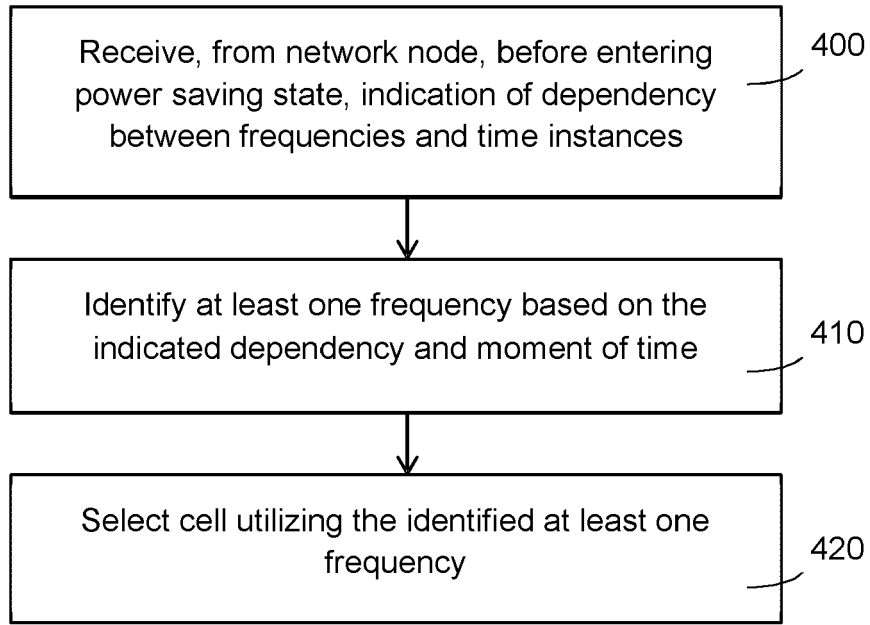 Receive, from network node, before entering
power saving state, indication of dependency
between frequencies and time instances
400
Identify at least one frequency based on the
indicated dependency and moment of time
410
Select cell utilizing the identified at least one
frequency
420